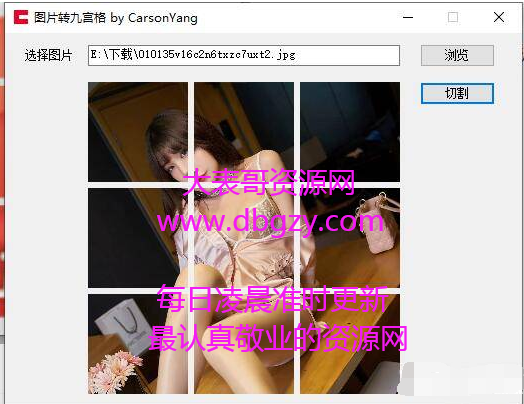 图片转九宫格 by CarsonYang
选择图片
E:\下载\010135v16c2n6txzc7uxt2.jpg
浏览
切割
大表哥资源网
www.dbgzy.com
每日凌晨准时更新
最认真敬业的资源网